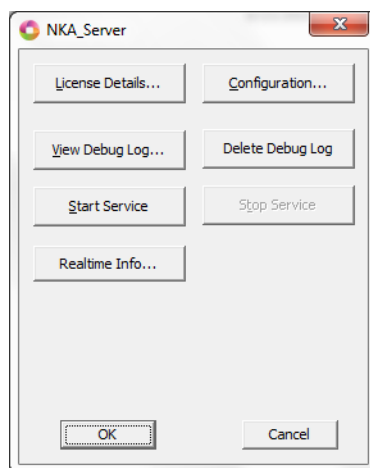 NKA_Server
License Details...
Configuration...
View Debug Log...
Delete Debug Log
Start Service
Stop Service
Realtime Info...
OK
Cancel